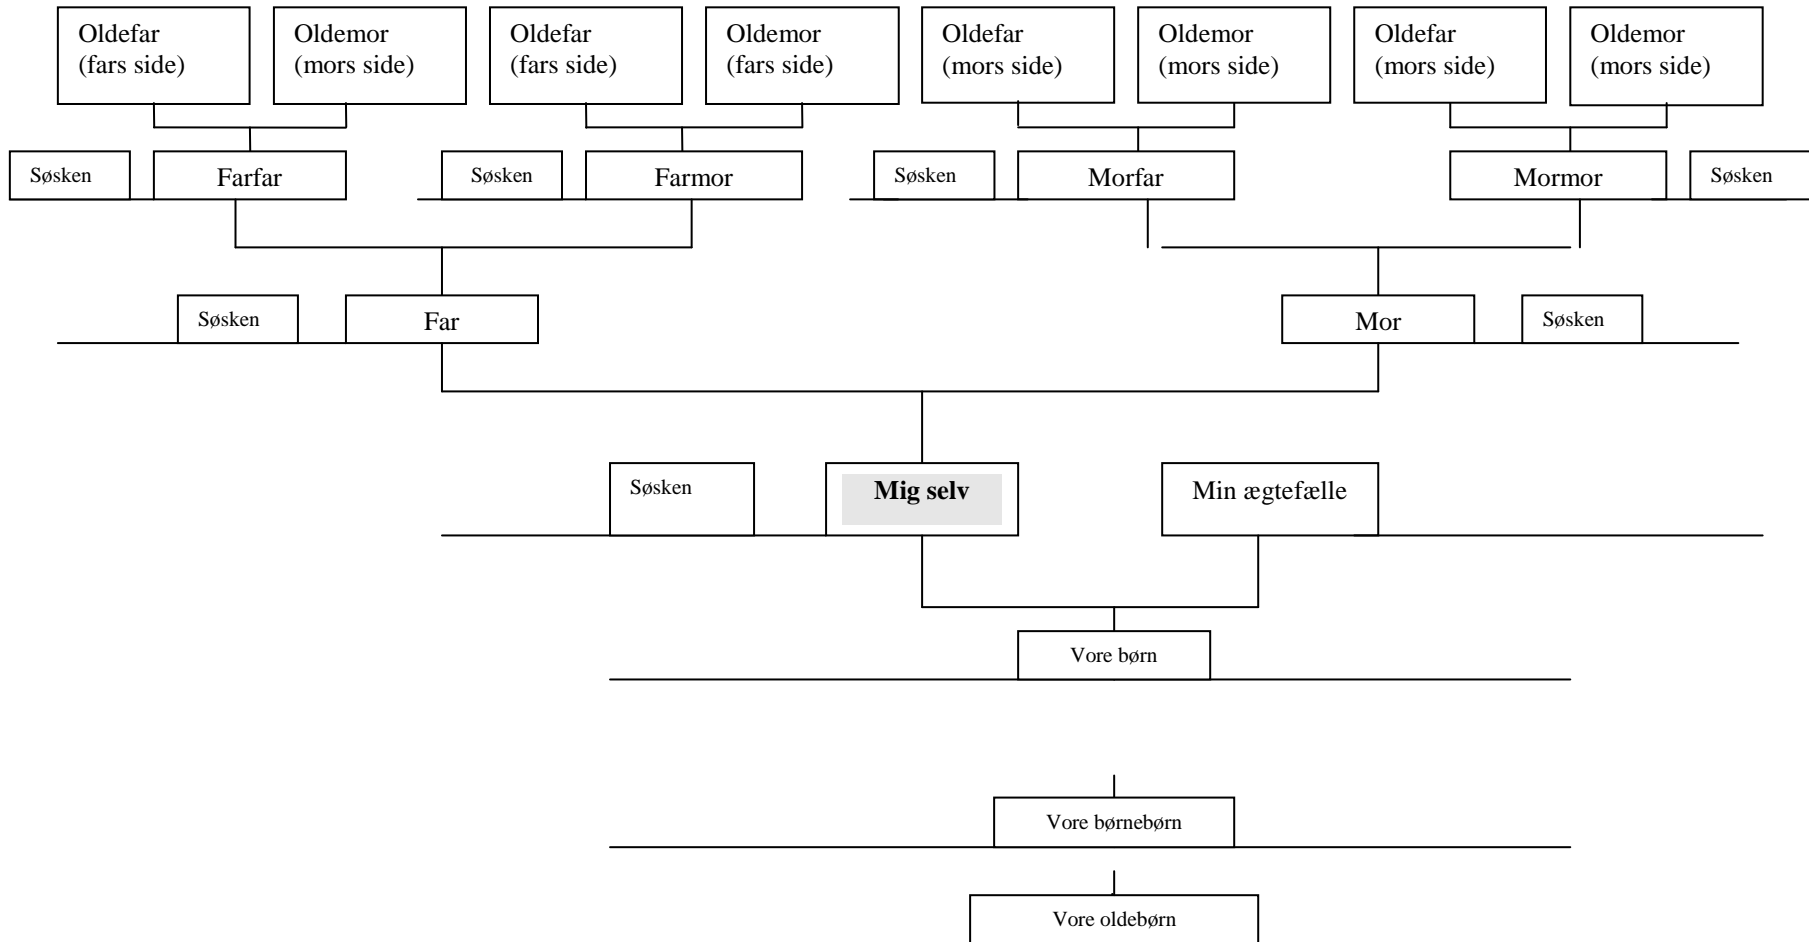 Oldefar
(fars side)
Oldemor
(mors side)
Oldefar
(fars side)
Oldemor
(fars side)
Oldefar
(mors side)
Oldemor
(mors side)
Oldefar
(mors side)
Oldemor
(mors side)
Søsken
Farfar
Søsken
Farmor
Søsken
Morfar
Mormor
Søsken
Søsken
Far
Mor
Søsken
Søsken
Mig selv
Min ægtefælle
Vore børn
Vore børnebørn
Vore oldebørn